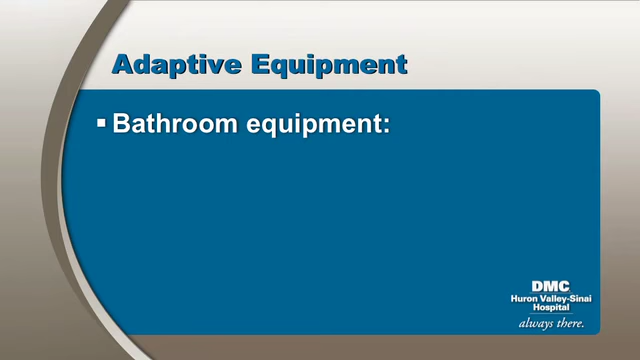 Adaptive Equipment
▪ Bathroom equipment:
DMC
Huron Valley-Sinai
Hospital
always there.